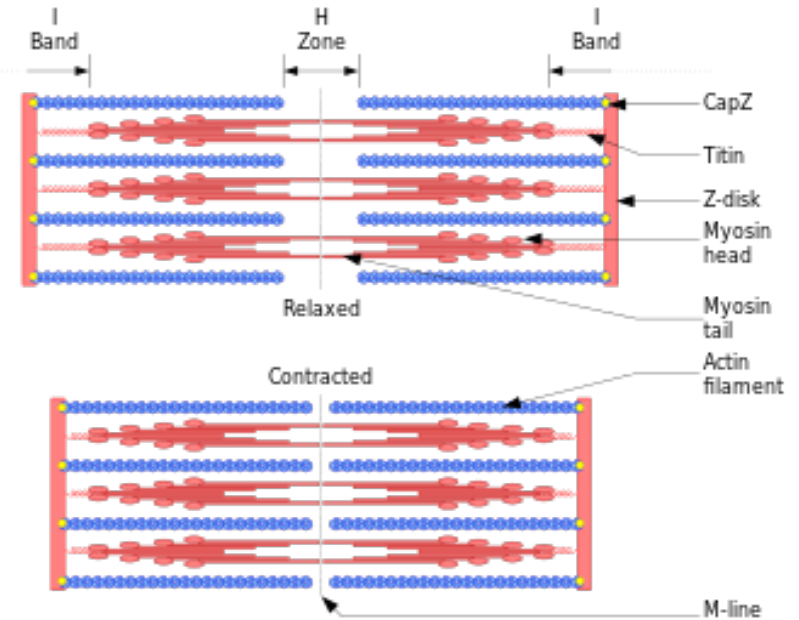 I
Band
H
Zone
I
Band
CapZ
Titin
Z-disk
Myosin
head
Relaxed
Myosin
tail
Contracted
Actin
filament
M-line